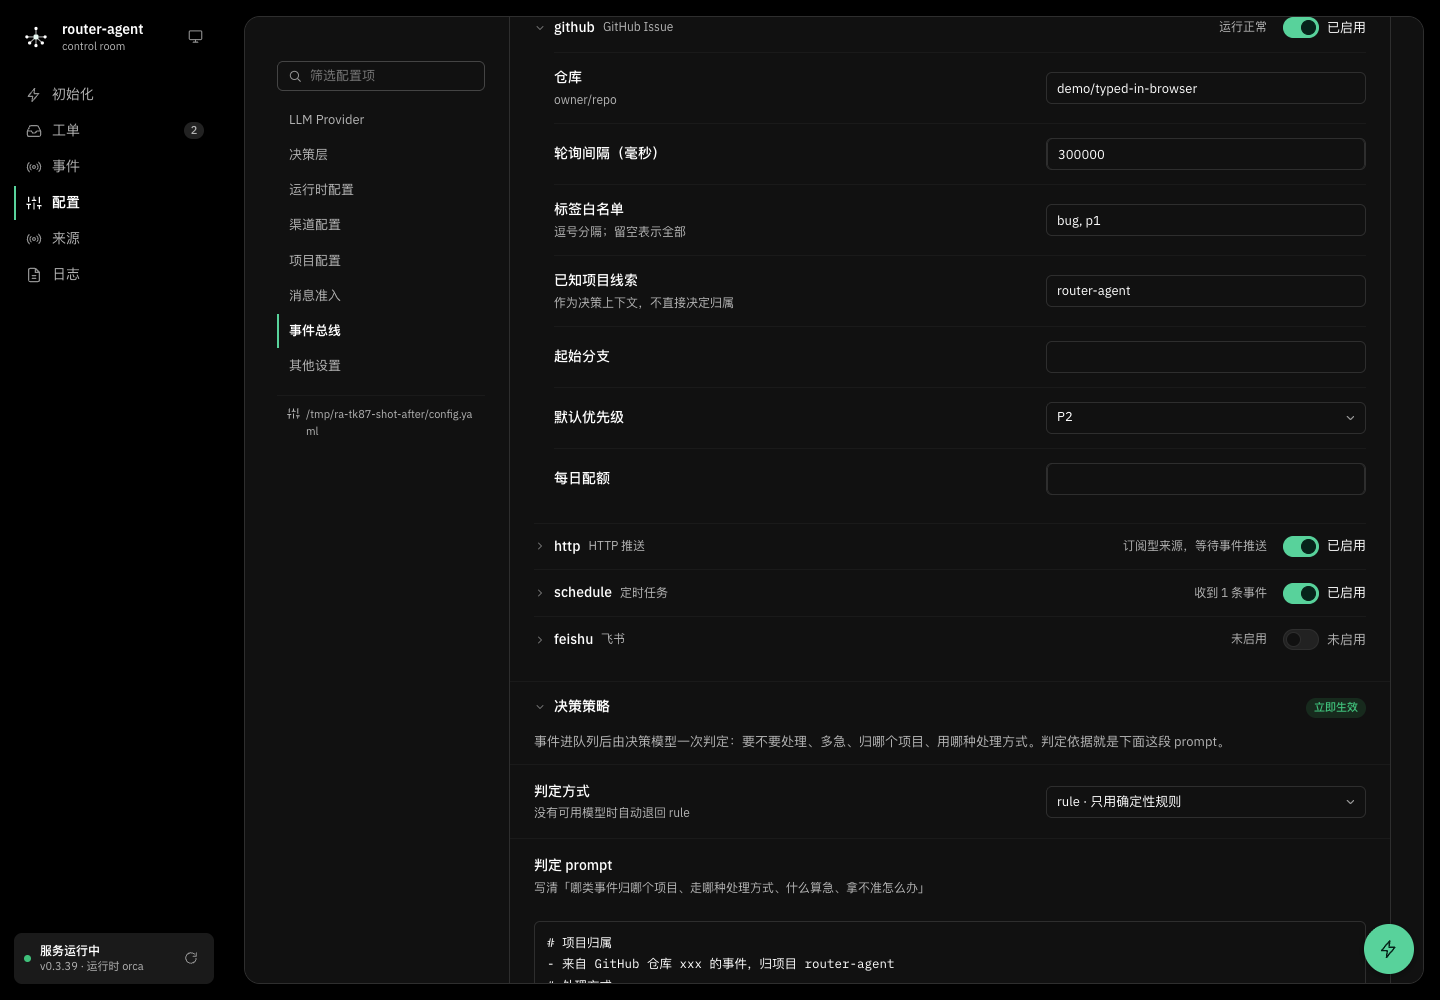 router-agent
control room
初始化
工单
2
事件
配置
来源
日志
服务运行中
v0.3.39 · 运行时 orca
筛选配置项
LLM Provider
决策层
运行时配置
渠道配置
项目配置
消息准入
事件总线
其他设置
/tmp/ra-tk87-shot-after/config.ya
ml
github GitHub Issue 运行正常 已启用
仓库
owner/repo
demo/typed-in-browser
轮询间隔（毫秒）
300000
标签白名单
逗号分隔；留空表示全部
bug, p1
已知项目线索
作为决策上下文，不直接决定归属
router-agent
起始分支
默认优先级
P2
每日配额
http HTTP 推送 订阅型来源，等待事件推送 已启用
schedule 定时任务 收到 1 条事件 已启用
feishu 飞书 未启用 未启用
决策策略 立即生效
事件进队列后由决策模型一次判定：要不要处理、多急、归哪个项目、用哪种处理方式。判定依据就是下面这段 prompt。
判定方式
没有可用模型时自动退回 rule
rule · 只用确定性规则
判定 prompt
写清「哪类事件归哪个项目、走哪种处理方式、什么算急、拿不准怎么办」
# 项目归属
- 来自 GitHub 仓库 xxx 的事件，归项目 router-agent